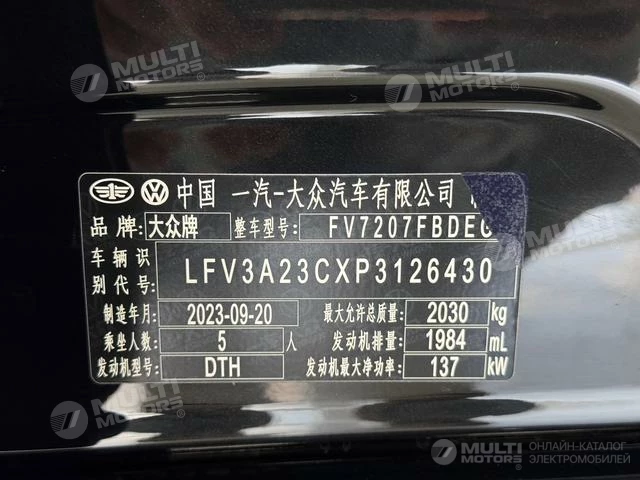 中国 一汽-大众汽车有限公司
品牌 大众牌 整车型号 FV7207FBDEG
车辆识别代号: LFV3A23CXP3126430
制造年月 2023-09-20 最大允许总质量 2030 kg
乘坐人数 5 人 发动机排量 1984 mL
发动机型号 DTH 发动机最大净功率 137 kW
MULTI MOTORS
MULTI MOTORS
MULTI MOTORS
MULTI MOTORS
MULTI MOTORS ОНЛАЙН-КАТАЛОГ ЭЛЕКТРОМОБИЛЕЙ